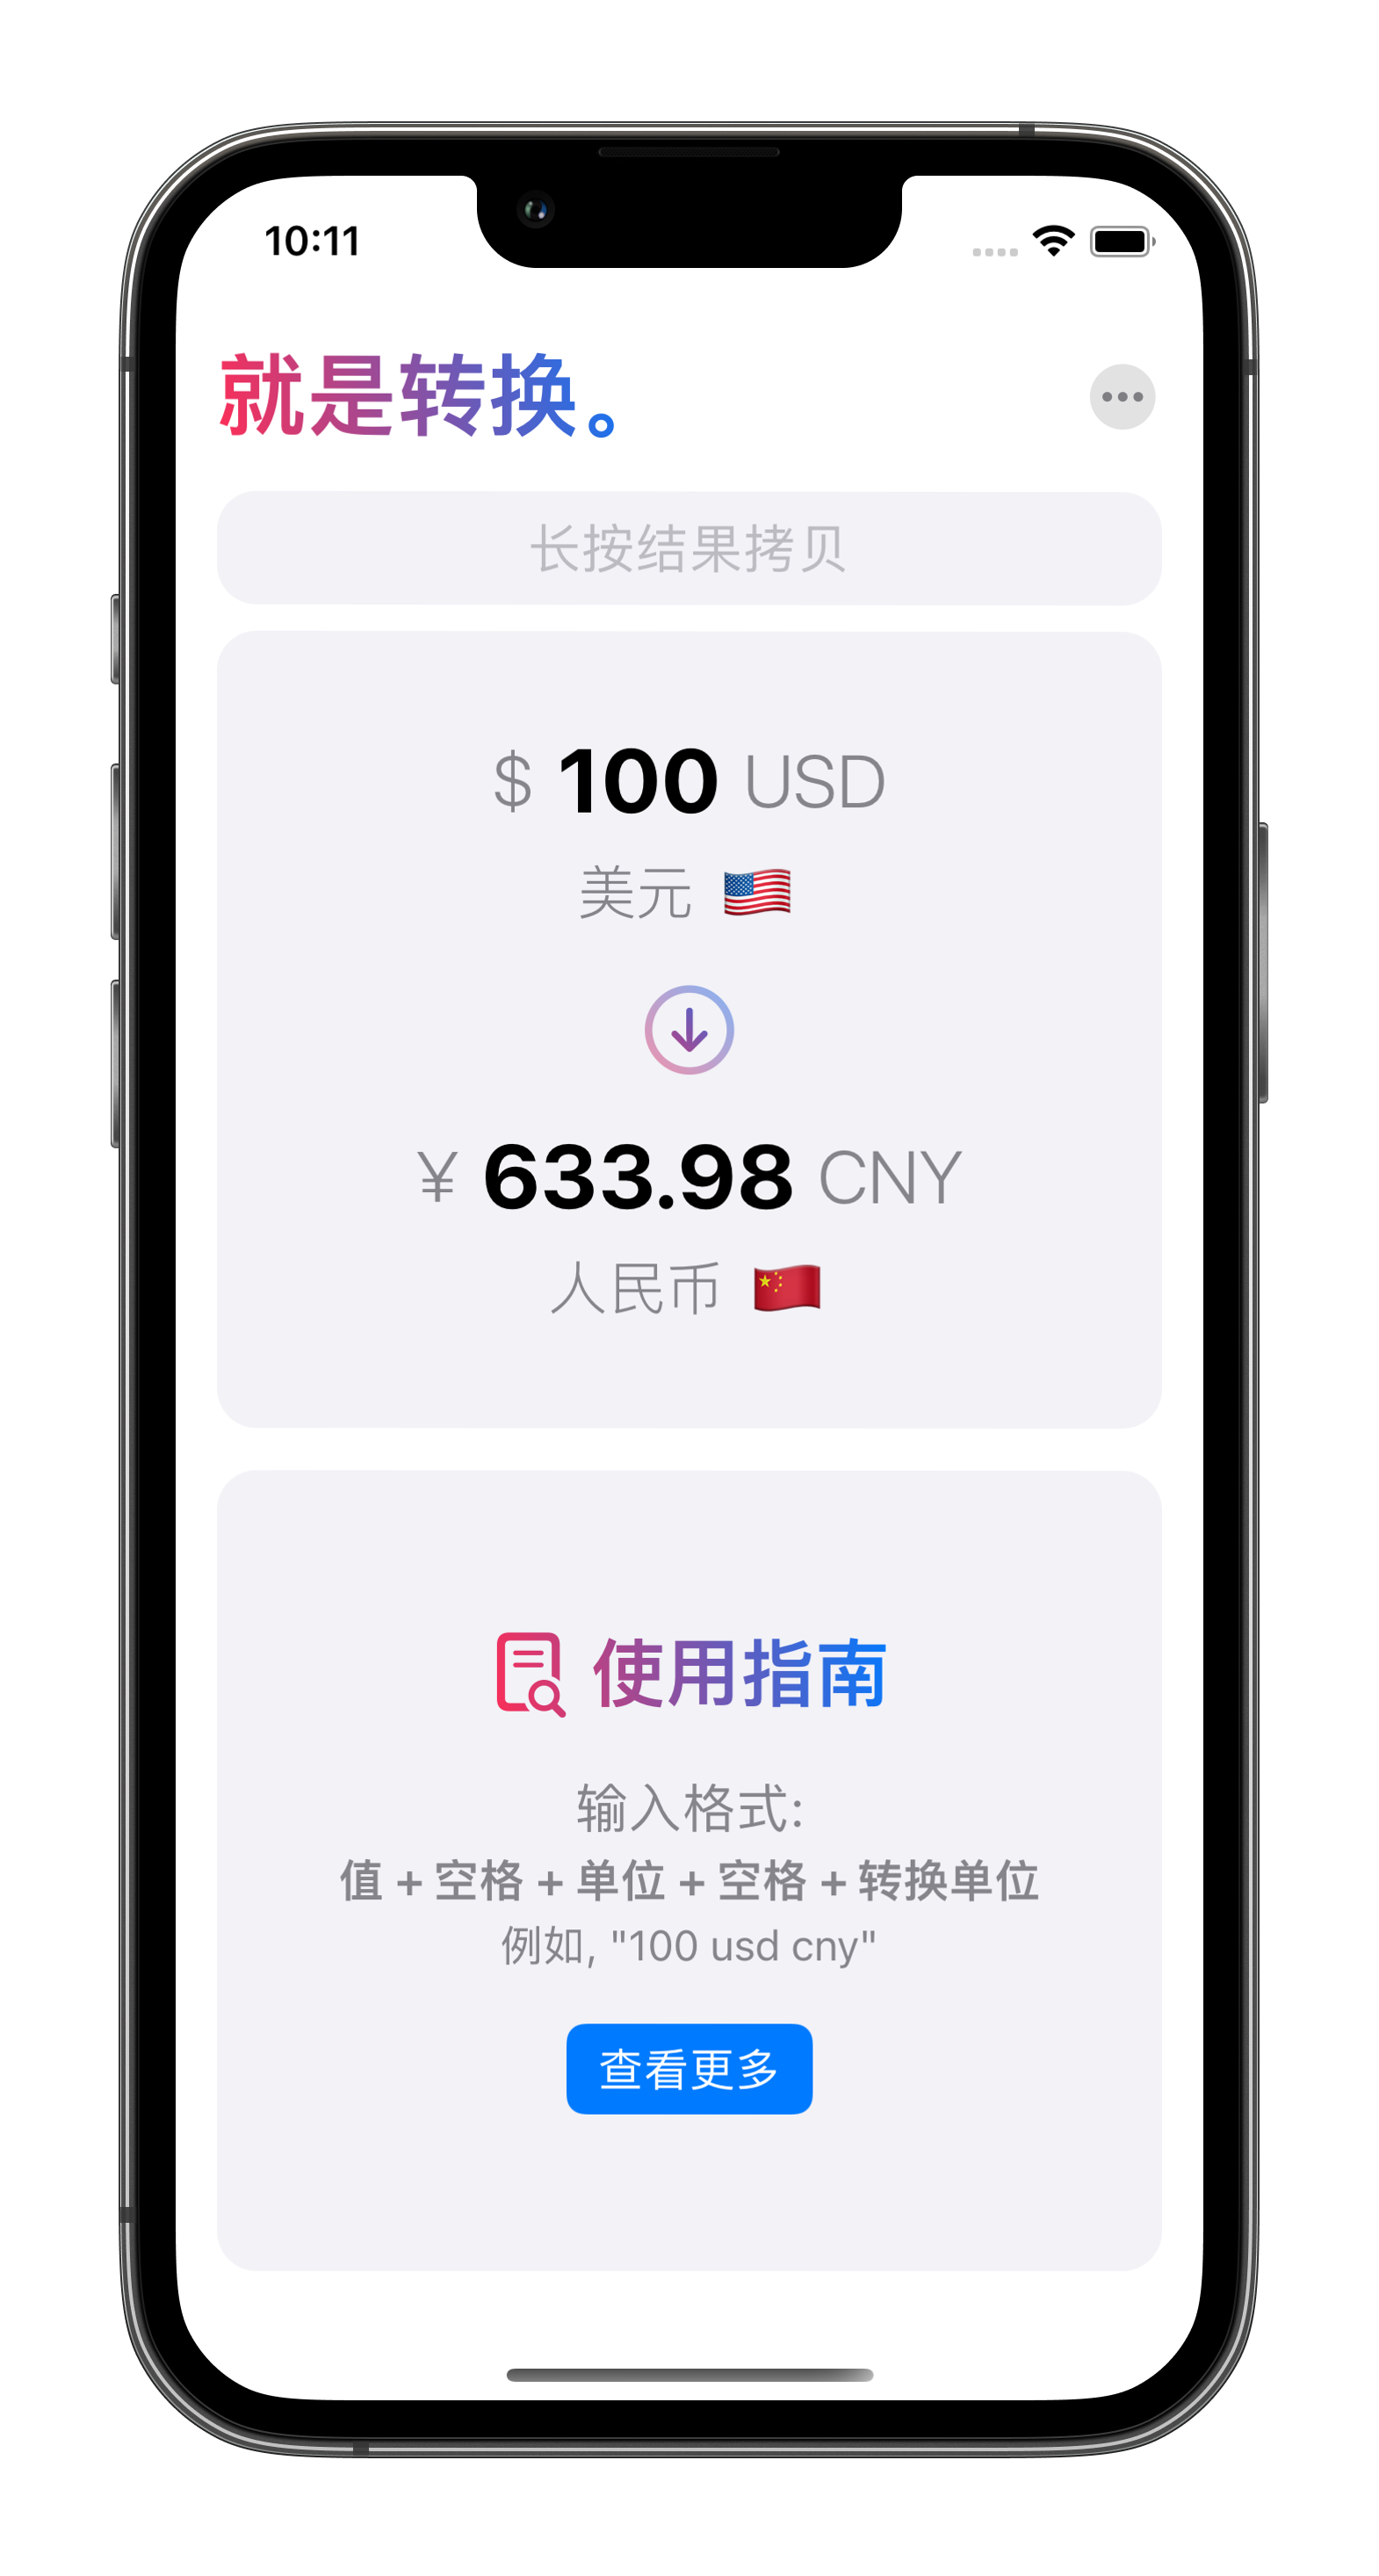 10:11
就是转换。
长按结果拷贝
$ 100 USD
美元 🇺🇸
¥ 633.98 CNY
人民币 🇨🇳
使用指南
输入格式:
值 + 空格 + 单位 + 空格 + 转换单位
例如, "100 usd cny"
查看更多